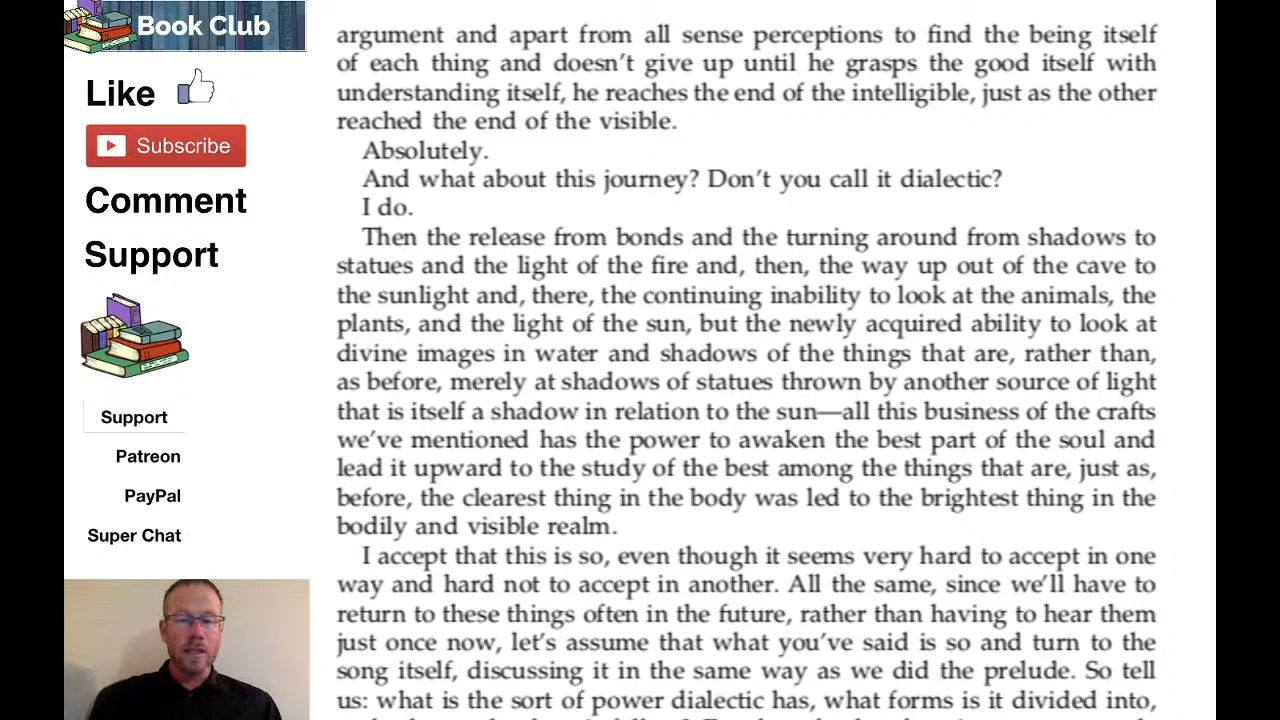 Book Club
Like
Subscribe
Comment
Support
Support
Patreon
PayPal
Super Chat
argument and apart from all sense perceptions to find the being itself
of each thing and doesn't give up until he grasps the good itself with
understanding itself, he reaches the end of the intelligible, just as the other
reached the end of the visible.
Absolutely.
And what about this journey? Don't you call it dialectic?
I do.
Then the release from bonds and the turning around from shadows to
statues and the light of the fire and, then, the way up out of the cave to
the sunlight and, there, the continuing inability to look at the animals, the
plants, and the light of the sun, but the newly acquired ability to look at
divine images in water and shadows of the things that are, rather than,
as before, merely at shadows of statues thrown by another source of light
that is itself a shadow in relation to the sun—all this business of the crafts
we've mentioned has the power to awaken the best part of the soul and
lead it upward to the study of the best among the things that are, just as,
before, the clearest thing in the body was led to the brightest thing in the
bodily and visible realm.
I accept that this is so, even though it seems very hard to accept in one
way and hard not to accept in another. All the same, since we'll have to
return to these things often in the future, rather than having to hear them
just once now, let's assume that what you've said is so and turn to the
song itself, discussing it in the same way as we did the prelude. So tell
us: what is the sort of power dialectic has, what forms is it divided into,